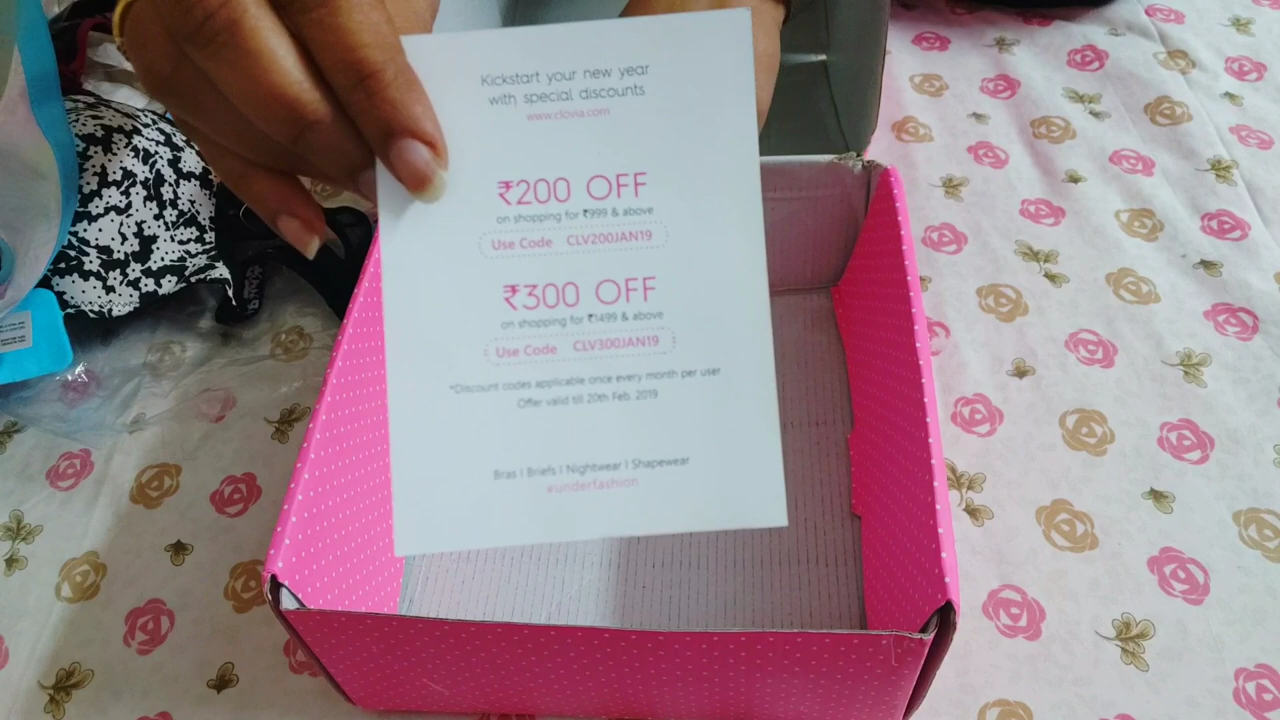 Kickstart your new year
with special discounts
www.clovia.com
₹200 OFF
on shopping for ₹999 & above
Use Code CLV200JAN19
₹300 OFF
on shopping for ₹1499 & above
Use Code CLV300JAN19
*Discount codes applicable once every month per user
Offer valid till 20th Feb. 2019
Bras | Briefs | Nightwear | Shapewear
#underfashion